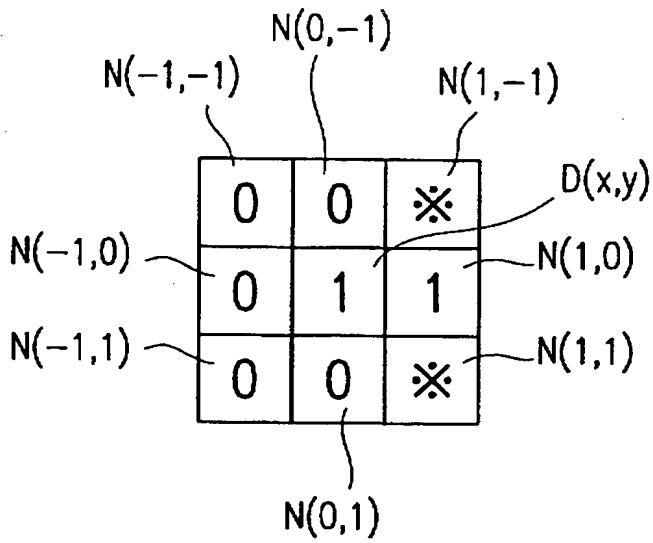 N(0,-1)
N(-1,-1)
N(1,-1)
D(x,y)
0 0 ※
N(-1,0)
N(1,0)
0 1 1
N(-1,1)
N(1,1)
0 0 ※
N(0,1)